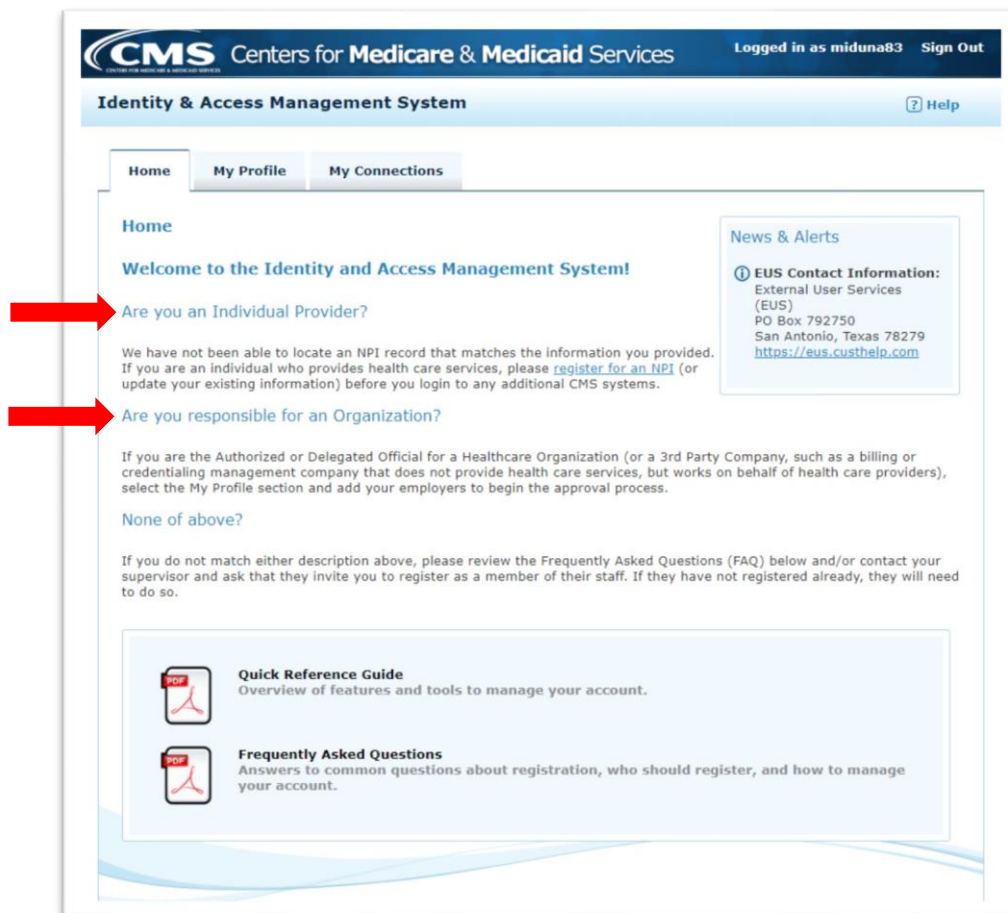 CMS Centers for Medicare & Medicaid Services
CENTERS FOR MEDICARE & MEDICAID SERVICES
Logged in as miduna83 Sign Out
Identity & Access Management System
? Help
Home My Profile My Connections
Home
Welcome to the Identity and Access Management System!
Are you an Individual Provider?
We have not been able to locate an NPI record that matches the information you provided.
If you are an individual who provides health care services, please register for an NPI (or
update your existing information) before you login to any additional CMS systems.
News & Alerts
EUS Contact Information:
External User Services
(EUS)
PO Box 792750
San Antonio, Texas 78279
https://eus.custhelp.com
Are you responsible for an Organization?
If you are the Authorized or Delegated Official for a Healthcare Organization (or a 3rd Party Company, such as a billing or
credentialing management company that does not provide health care services, but works on behalf of health care providers),
select the My Profile section and add your employers to begin the approval process.
None of above?
If you do not match either description above, please review the Frequently Asked Questions (FAQ) below and/or contact your
supervisor and ask that they invite you to register as a member of their staff. If they have not registered already, they will need
to do so.
PDF
Quick Reference Guide
Overview of features and tools to manage your account.
PDF
Frequently Asked Questions
Answers to common questions about registration, who should register, and how to manage
your account.